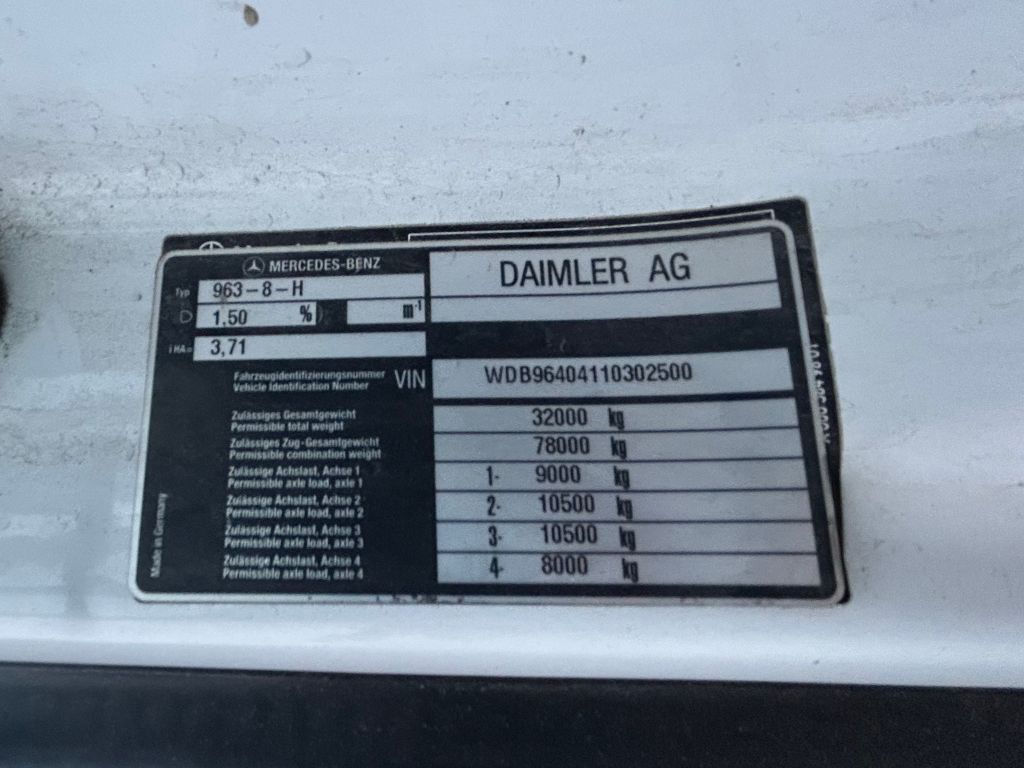 MERCEDES-BENZ
DAIMLER AG
Typ 963-8-H
D 1,50 % m-1
i HA= 3,71
Fahrzeugidentifizierungsnummer
Vehicle Identification Number VIN WDB96404110302500
Zulässiges Gesamtgewicht
Permissible total weight 32000 kg
Zulässiges Zug-Gesamtgewicht
Permissible combination weight 78000 kg
Zulässige Achslast, Achse 1
Permissible axle load, axle 1 1- 9000 kg
Zulässige Achslast, Achse 2
Permissible axle load, axle 2 2- 10500 kg
Zulässige Achslast, Achse 3
Permissible axle load, axle 3 3- 10500 kg
Zulässige Achslast, Achse 4
Permissible axle load, axle 4 4- 8000 kg
Made in Germany